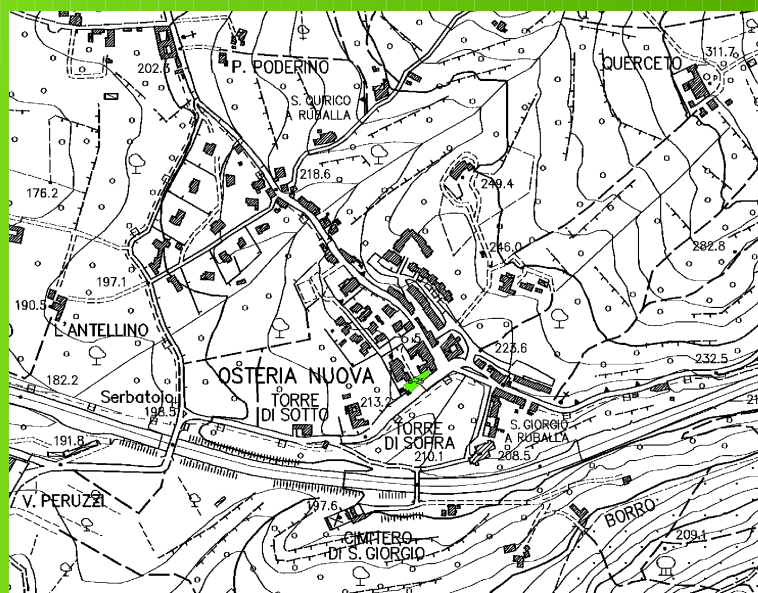 202.5
P. PODERINO
311.7
QUERCETO
S. QUIRICO
A RUBALLA
218.6
176.2
249.4
246.0
282.8
197.1
190.5
L'ANTELLINO
223.6
OSTERIA NUOVA
232.5
182.2
Serbatoio
198.5
TORRE
DI SOTTO
213.2
TORRE
DI SOPRA
S. GIORGIO
A RUBALLA
191.8
210.1
208.5
V. PERUZZI
197.6
BORRO
CIMITERO
DI S. GIORGIO
209.1